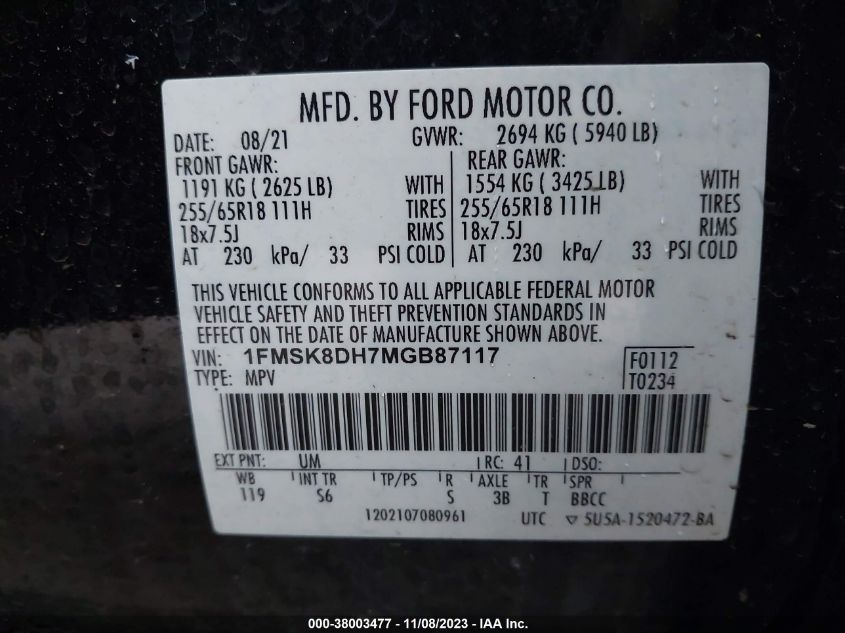 MFD. BY FORD MOTOR CO.
DATE: 08/21 GVWR: 2694 KG ( 5940 LB)
FRONT GAWR: REAR GAWR:
1191 KG ( 2625 LB) WITH 1554 KG ( 3425 LB) WITH
255/65R18 111H TIRES 255/65R18 111H TIRES
18x7.5J RIMS 18x7.5J RIMS
AT 230 kPa/ 33 PSI COLD AT 230 kPa/ 33 PSI COLD
THIS VEHICLE CONFORMS TO ALL APPLICABLE FEDERAL MOTOR
VEHICLE SAFETY AND THEFT PREVENTION STANDARDS IN
EFFECT ON THE DATE OF MANUFACTURE SHOWN ABOVE.
VIN: 1FMSK8DH7MGB87117 F0112
TYPE: MPV T0234
EXT PNT: UM RC: 41 DSO:
WB INT TR TP/PS R AXLE TR SPR
119 S6 S 3B T BBCC
1202107080961 UTC ▽ 5U5A-1520472-BA
000-38003477 — 11/08/2023 — IAA Inc.